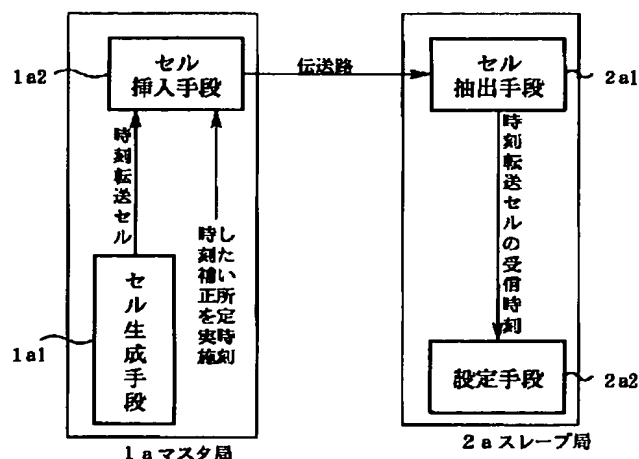 1a2
セル
挿入手段
伝送路
セル
抽出手段
2a1
時刻転送セル
時刻補正を実施
したい所定時刻
時刻転送セルの受信時刻
1a1
セル生成手段
設定手段
2a2
1aマスタ局
2aスレーブ局